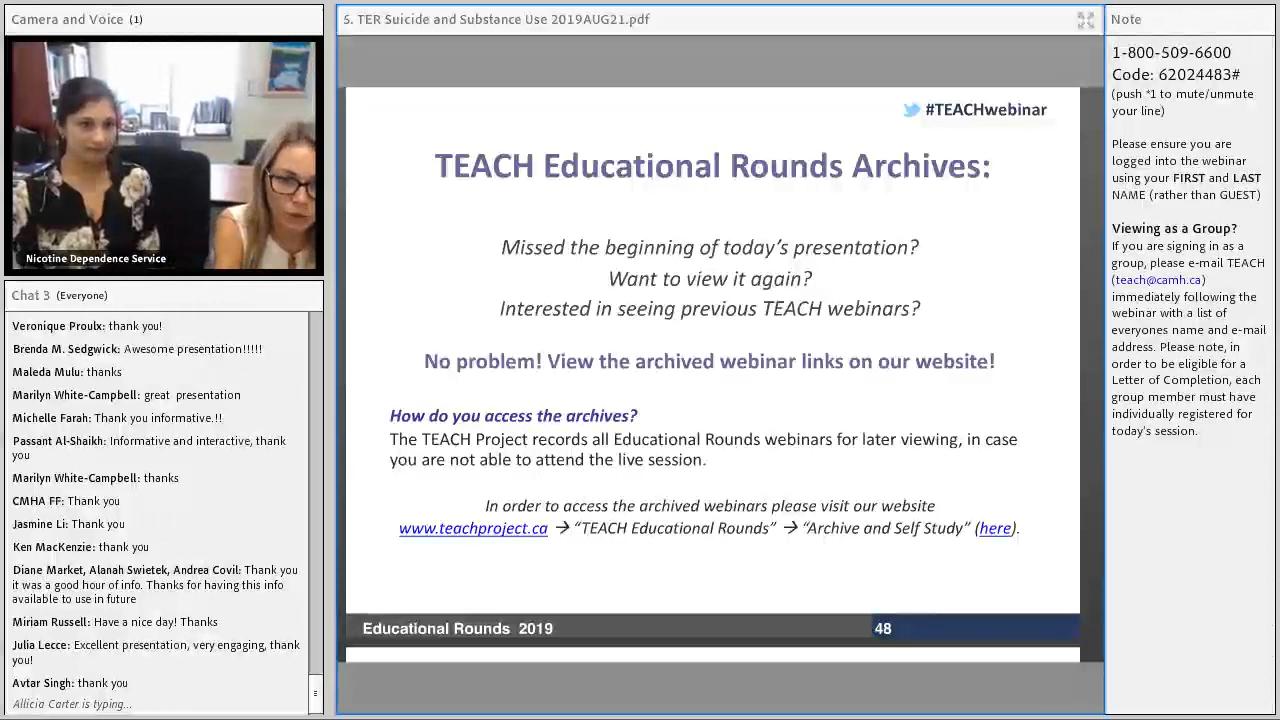 Camera and Voice (1)
Nicotine Dependence Service
Chat 3 (Everyone)
Veronique Proulx: thank you!
Brenda M. Sedgwick: Awesome presentation!!!!!
Maleda Mulu: thanks
Marilyn White-Campbell: great presentation
Michelle Farah: Thank you informative.!!
Passant Al-Shaikh: Informative and interactive, thank
you
Marilyn White-Campbell: thanks
CMHA FF: Thank you
Jasmine Li: Thank you
Ken MacKenzie: thank you
Diane Market, Alanah Swietek, Andrea Covil: Thank you
it was a good hour of info. Thanks for having this info
available to use in future
Miriam Russell: Have a nice day! Thanks
Julia Lecce: Excellent presentation, very engaging, thank
you!
Avtar Singh: thank you
Allicia Carter is typing...
5. TER Suicide and Substance Use 2019AUG21.pdf
#TEACHwebinar
TEACH Educational Rounds Archives:
Missed the beginning of today's presentation?
Want to view it again?
Interested in seeing previous TEACH webinars?
No problem! View the archived webinar links on our website!
How do you access the archives?
The TEACH Project records all Educational Rounds webinars for later viewing, in case
you are not able to attend the live session.
In order to access the archived webinars please visit our website
www.teachproject.ca → “TEACH Educational Rounds” → “Archive and Self Study” (here).
Educational Rounds 2019
48
Note
1-800-509-6600
Code: 62024483#
(push *1 to mute/unmute
your line)
Please ensure you are
logged into the webinar
using your FIRST and LAST
NAME (rather than GUEST)
Viewing as a Group?
If you are signing in as a
group, please e-mail TEACH
(teach@camh.ca)
immediately following the
webinar with a list of
everyones name and e-mail
address. Please note, in
order to be eligible for a
Letter of Completion, each
group member must have
individually registered for
today's session.